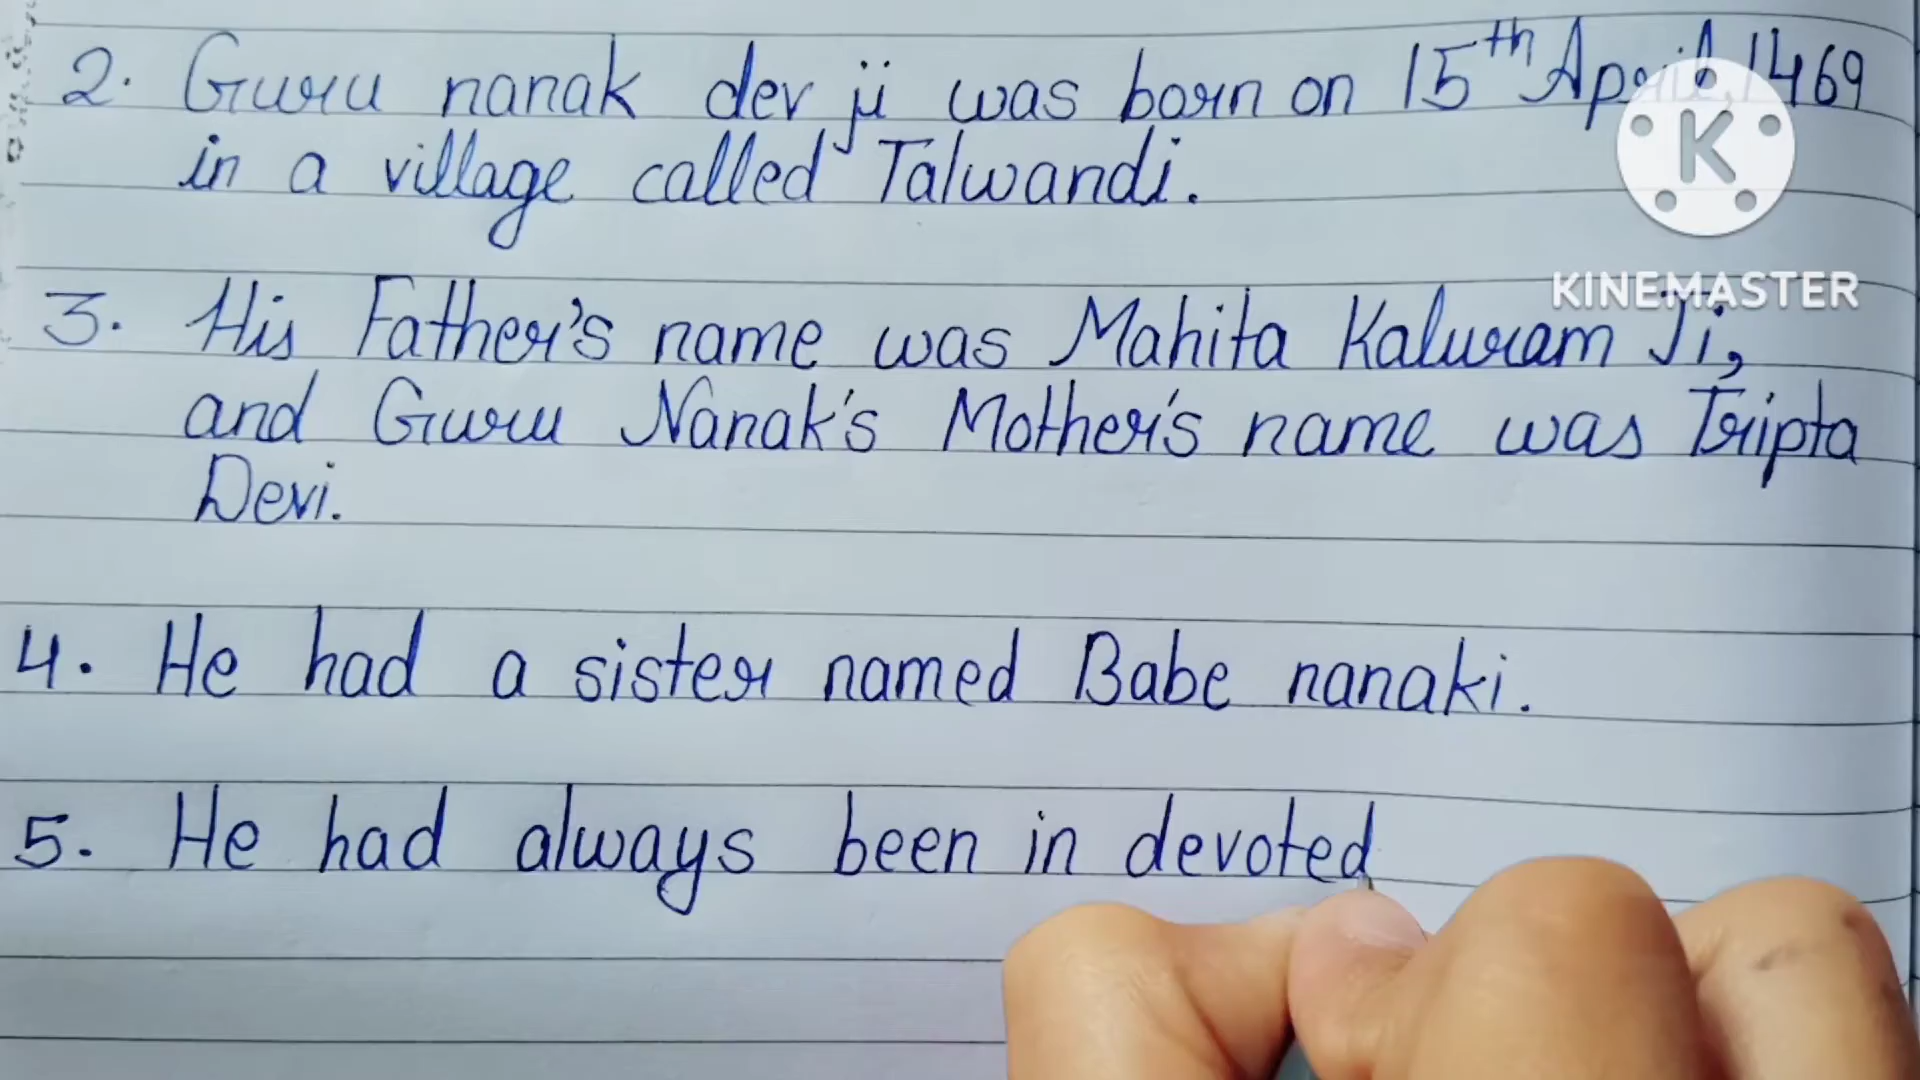 2. Guru nanak dev ji was born on 15th April, 1469
in a village called Talwandi.
K
KINEMASTER
3. His Father's name was Mahita Kaluram Ji,
and Guru Nanak's Mother's name was Tripta
Devi.
4. He had a sister named Babe nanaki.
5. He had always been in devoted